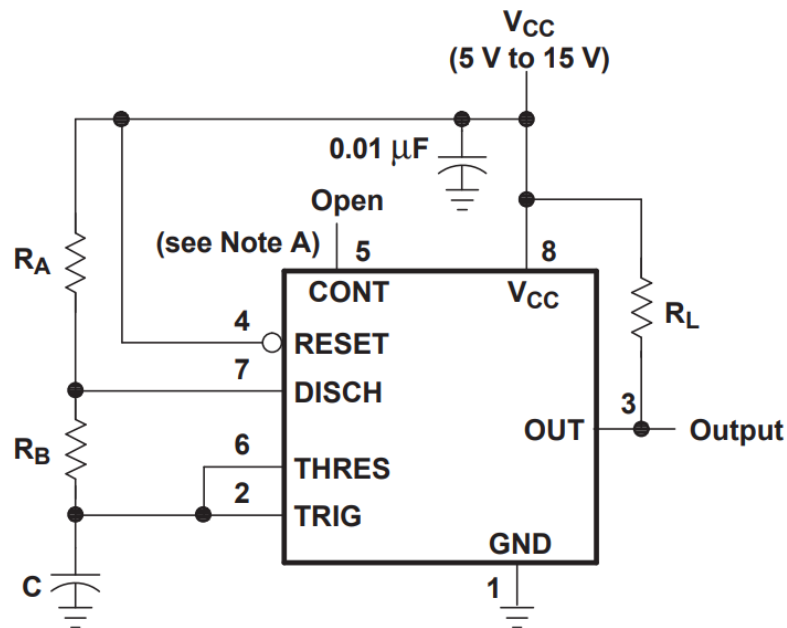 VCC
(5 V to 15 V)
0.01 μF
Open
(see Note A)
5
8
RA
CONT
VCC
RL
4
RESET
7
DISCH
3
RB
OUT
Output
6
THRES
2
TRIG
GND
C
1